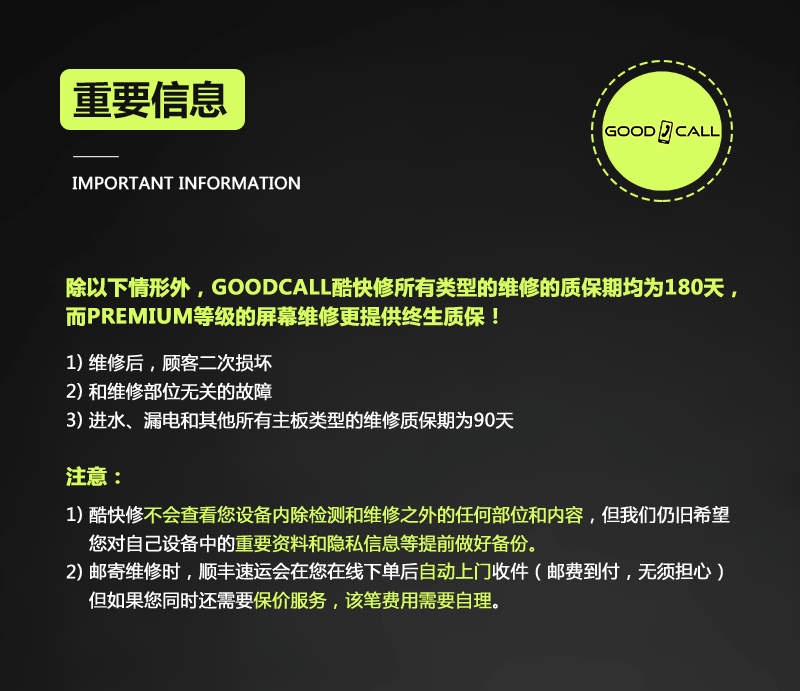 重要信息
GOOD CALL
IMPORTANT INFORMATION
除以下情形外，GOODCALL酷快修所有类型的维修的质保期均为180天，
而PREMIUM等级的屏幕维修更提供终生质保！
1) 维修后，顾客二次损坏
2) 和维修部位无关的故障
3) 进水、漏电和其他所有主板类型的维修质保期为90天
注意：
1) 酷快修不会查看您设备内除检测和维修之外的任何部位和内容，但我们仍旧希望
您对自己设备中的重要资料和隐私信息等提前做好备份。
2) 邮寄维修时，顺丰速运会在您在线下单后自动上门收件（邮费到付，无须担心）
但如果您同时还需要保价服务，该笔费用需要自理。